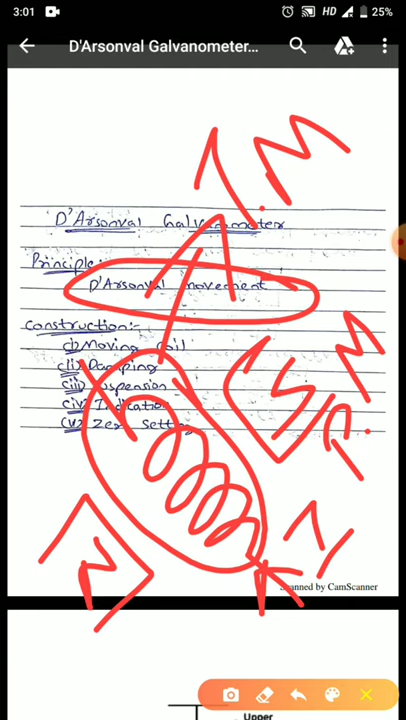 3:01 HD 25%
D'Arsonval Galvanometer...
D'Arsonval Galvanometer
Principle:
D'Arsonval movement
Construction:-
(i) Moving coil
(ii) Damping
(iii) Suspension
(iv) Indication
(v) Zero Setting
S
P.M
N
Scanned by CamScanner
Upper